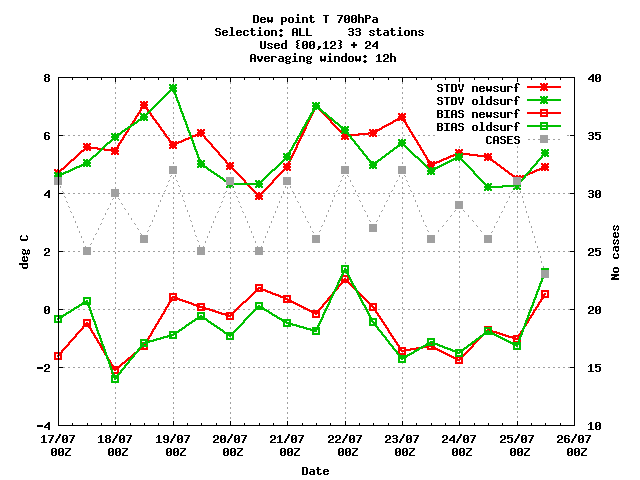 Dew point T 700hPa
Selection: ALL 33 stations
Used {00,12} + 24
Averaging window: 12h
STDV newsurf
STDV oldsurf
BIAS newsurf
BIAS oldsurf
CASES
8
6
4
2
0
-2
-4
deg C
40
35
30
25
20
15
10
No cases
17/07 18/07 19/07 20/07 21/07 22/07 23/07 24/07 25/07 26/07
00Z 00Z 00Z 00Z 00Z 00Z 00Z 00Z 00Z 00Z
Date